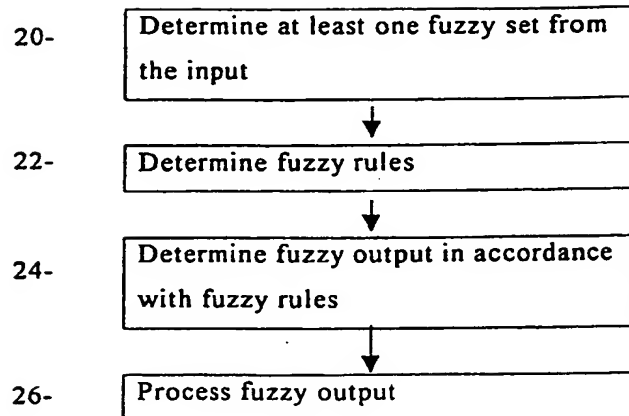 20-
Determine at least one fuzzy set from
the input
22-
Determine fuzzy rules
24-
Determine fuzzy output in accordance
with fuzzy rules
26-
Process fuzzy output